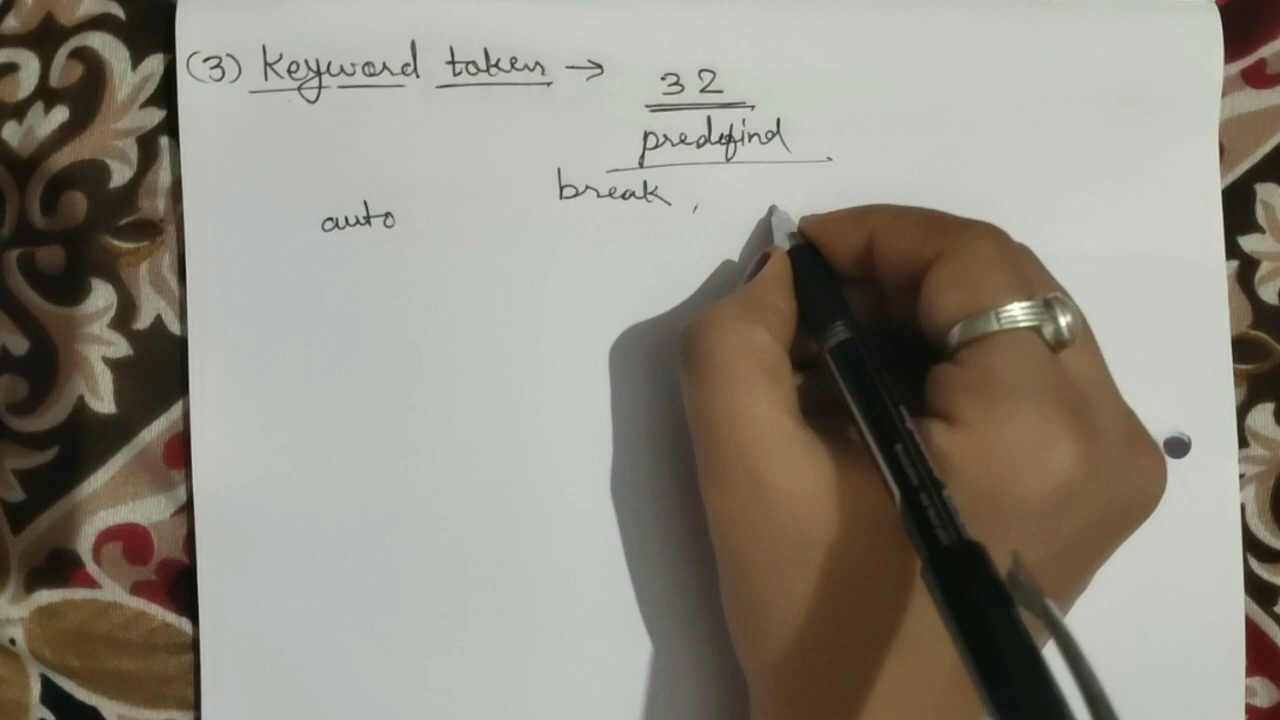 (3) Keyword token → 32
predefind
break ,
auto